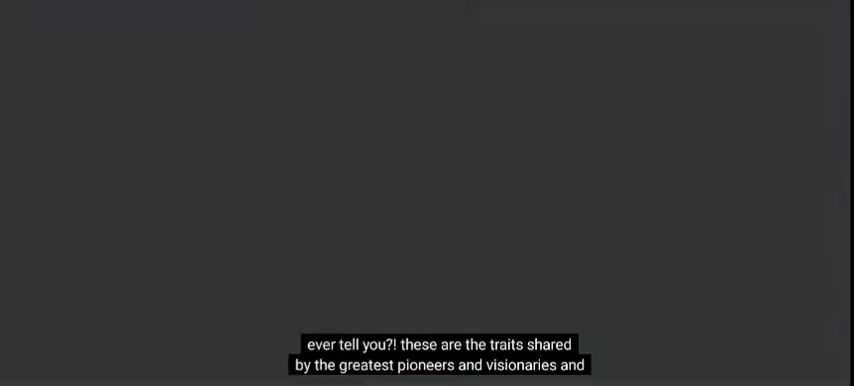 ever tell you?! these are the traits shared
by the greatest pioneers and visionaries and